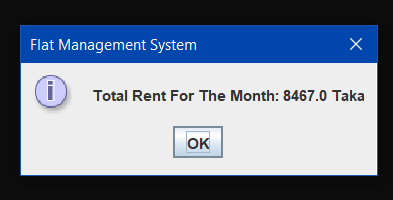 Flat Management System
Total Rent For The Month: 8467.0 Taka
OK